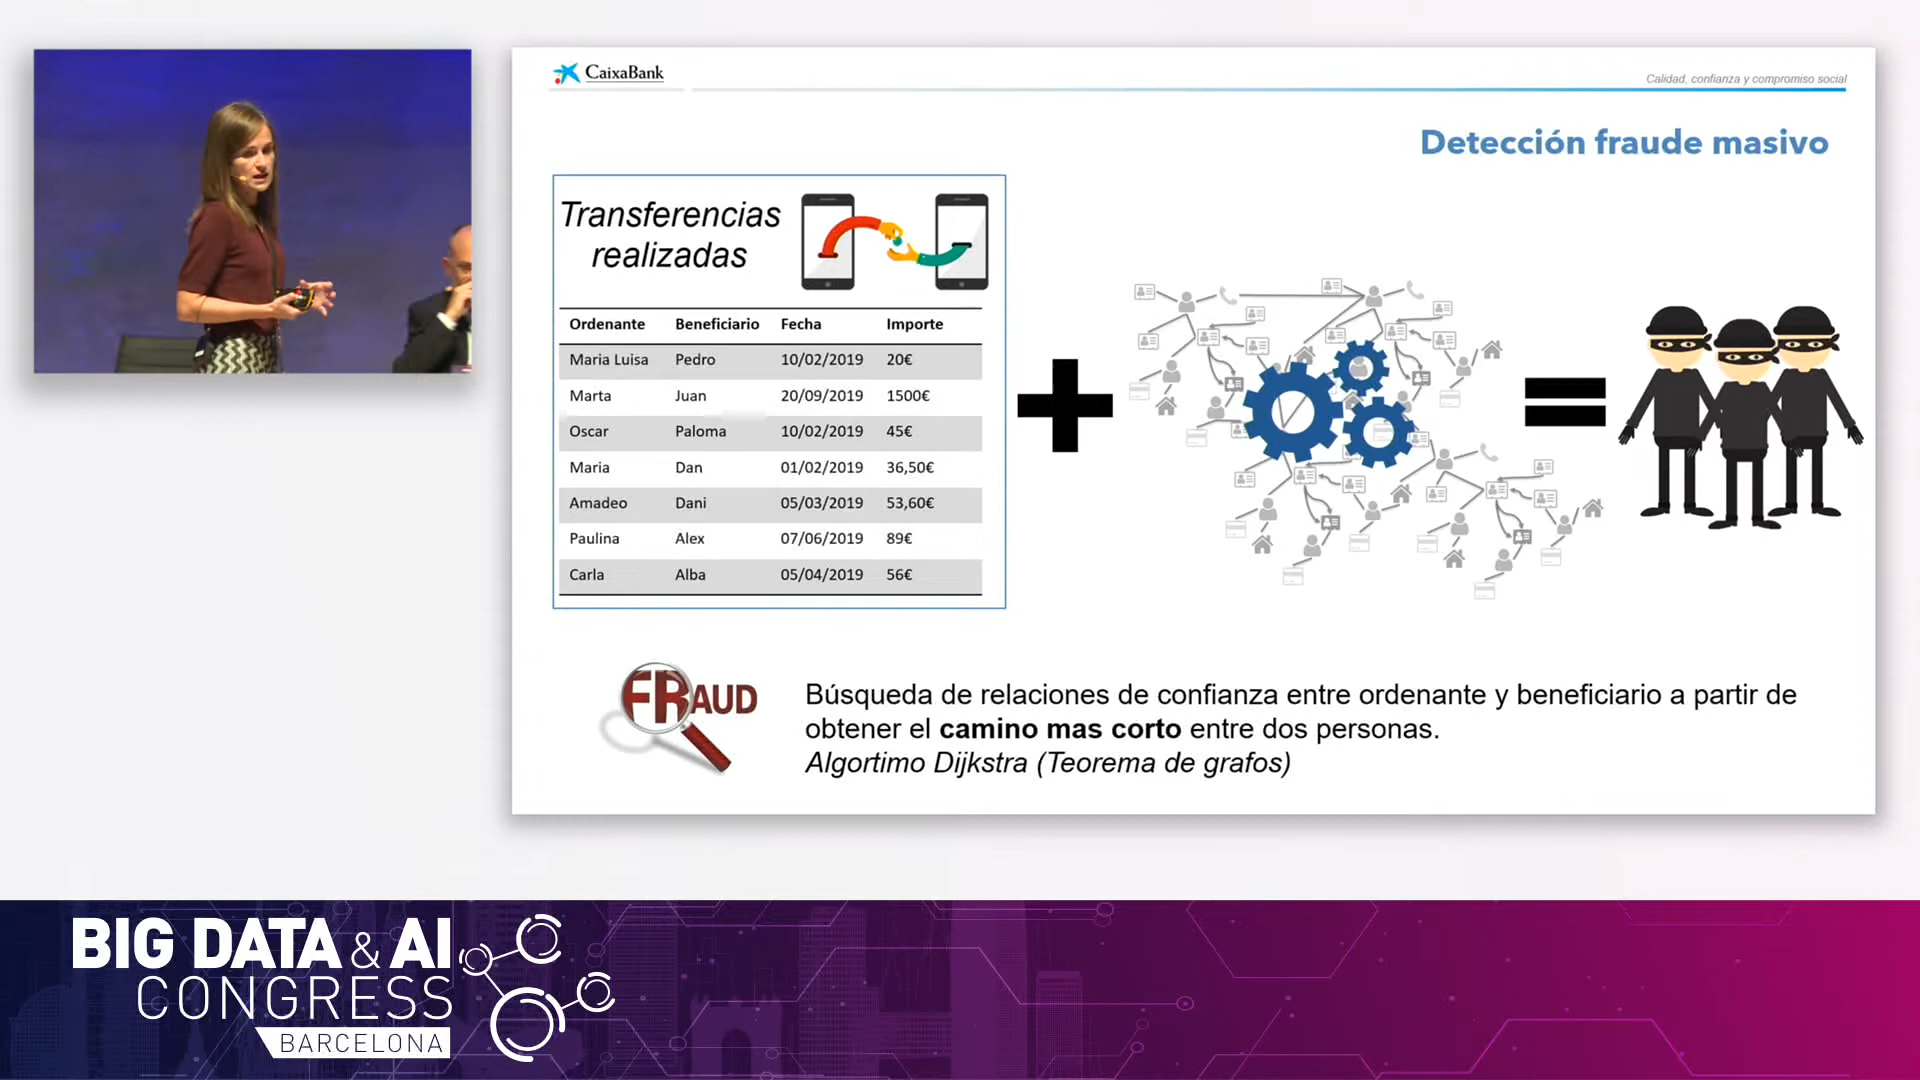 CaixaBank
Calidad, confianza y compromiso social
Detección fraude masivo
Transferencias
realizadas
Ordenante Beneficiario Fecha Importe
Maria Luisa Pedro 10/02/2019 20€
Marta Juan 20/09/2019 1500€
Oscar Paloma 10/02/2019 45€
Maria Dan 01/02/2019 36,50€
Amadeo Dani 05/03/2019 53,60€
Paulina Alex 07/06/2019 89€
Carla Alba 05/04/2019 56€
FRAUD
Búsqueda de relaciones de confianza entre ordenante y beneficiario a partir de
obtener el camino mas corto entre dos personas.
Algortimo Dijkstra (Teorema de grafos)
BIG DATA & AI
CONGRESS
BARCELONA